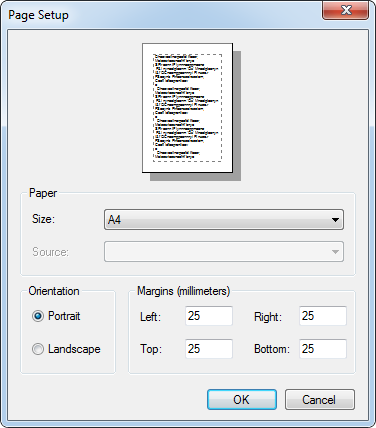 Page Setup
Paper
Size: A4
Source:
Orientation
Portrait
Landscape
Margins (millimeters)
Left: 25 Right: 25
Top: 25 Bottom: 25
OK Cancel